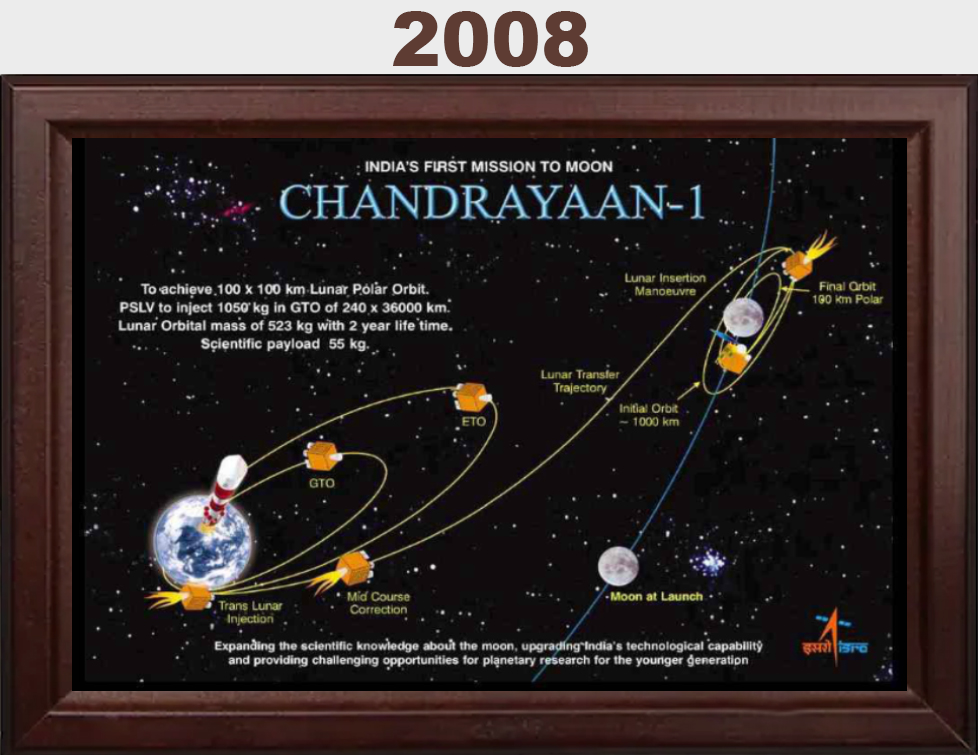 2008
INDIA'S FIRST MISSION TO MOON
CHANDRAYAAN-1
To achieve 100 x 100 km Lunar Polar Orbit.
PSLV to inject 1050 kg in GTO of 240 x 36000 km.
Lunar Orbital mass of 523 kg with 2 year life time.
Scientific payload 55 kg.
Lunar Insertion
Manoeuvre
Final Orbit
100 km Polar
Lunar Transfer
Trajectory
Initial Orbit
~ 1000 km
ETO
GTO
Mid Course
Correction
Trans Lunar
Injection
Moon at Launch
Expanding the scientific knowledge about the moon, upgrading India's technological capability
and providing challenging opportunities for planetary research for the younger generation
इसरो isro